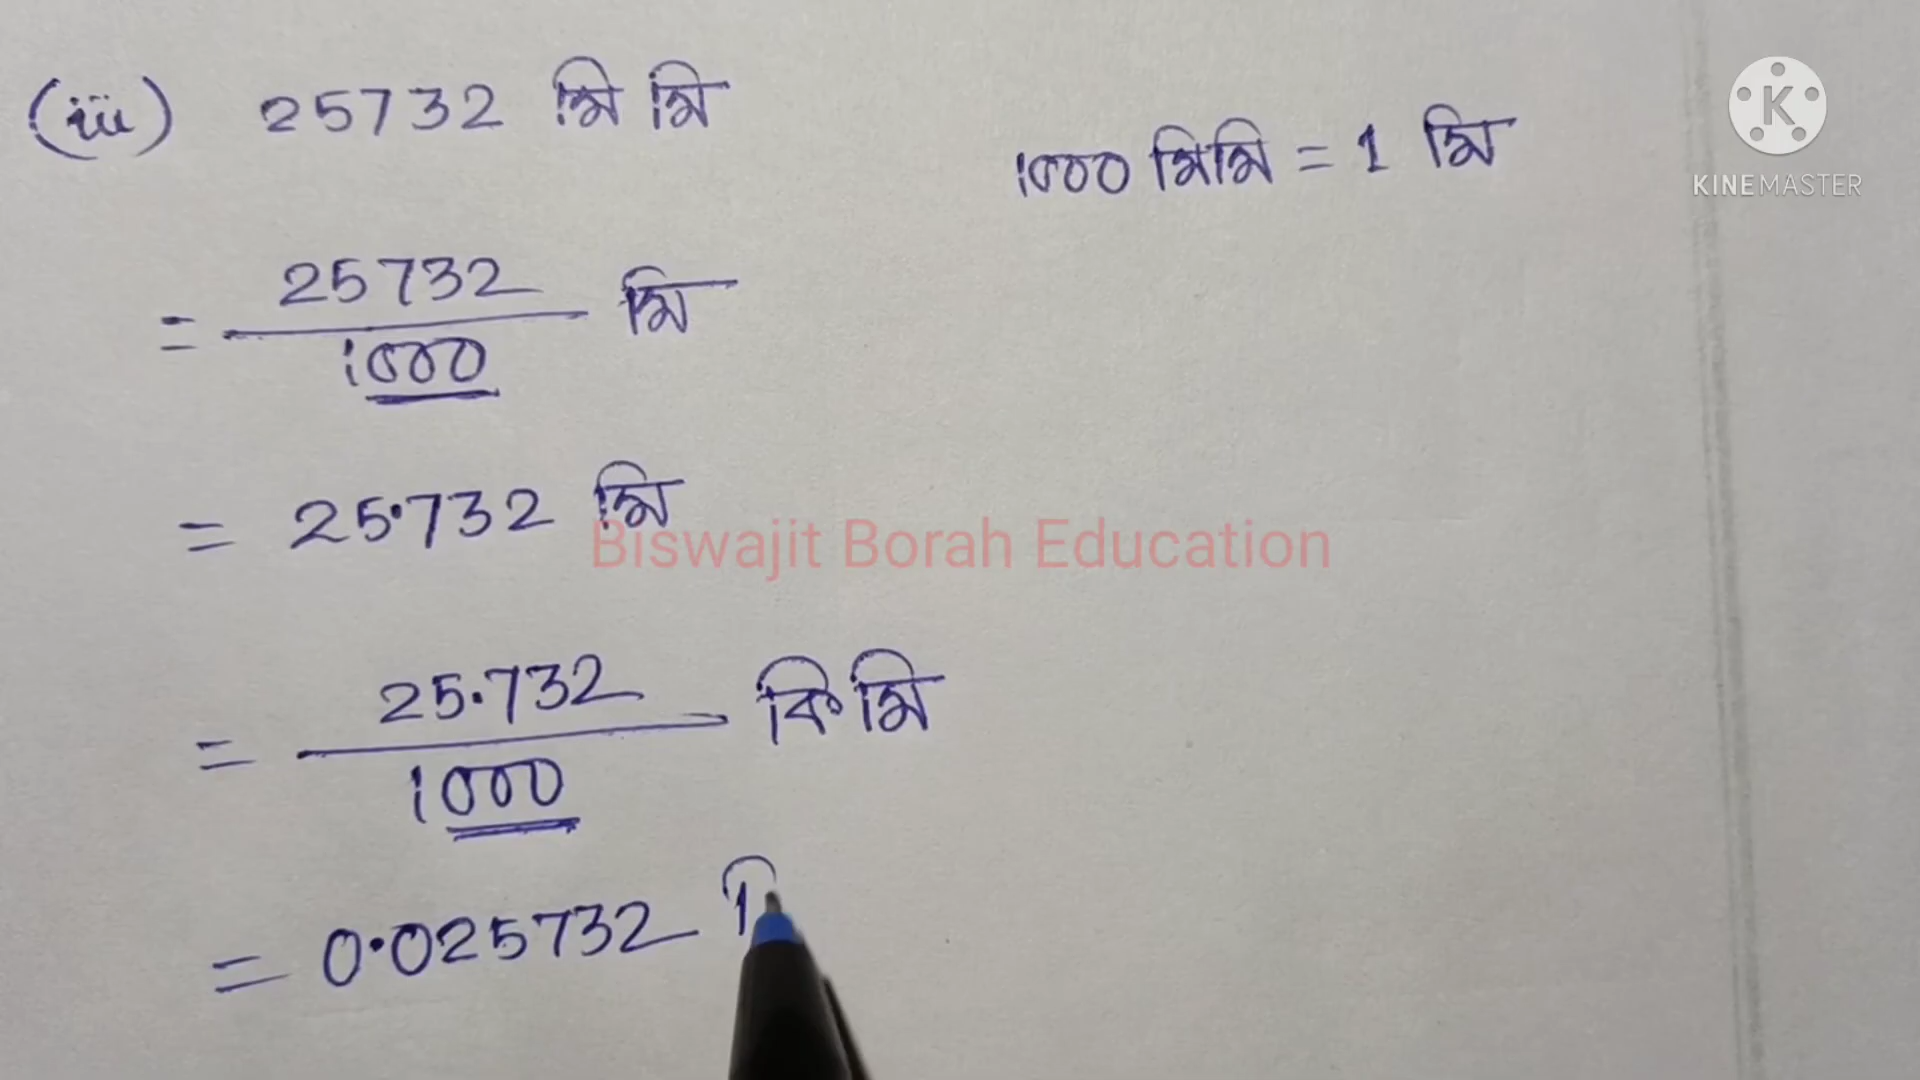 (iii) 25732 মি মি
1000 মিমি = 1 মি
K
KINEMASTER
= 25732 / 1000 মি
= 25.732 মি
Biswajit Borah Education
= 25.732 / 1000 কি মি
= 0.025732